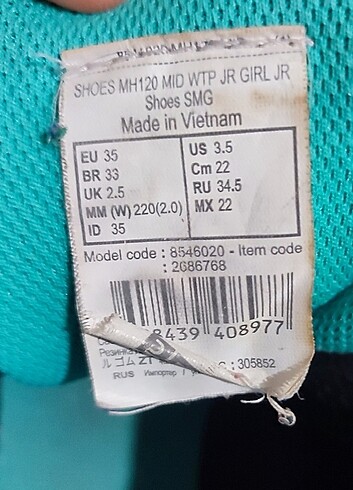 SHOES MH120 MID WTP JR GIRL JR
Shoes SMG
Made in Vietnam
EU 35
BR 33
UK 2.5
MM (W) 220(2.0)
ID 35
US 3.5
Cm 22
RU 34.5
MX 22
Model code : 8546020 - Item code
: 2686768
8439 408977
: 305852
RUS Импортер